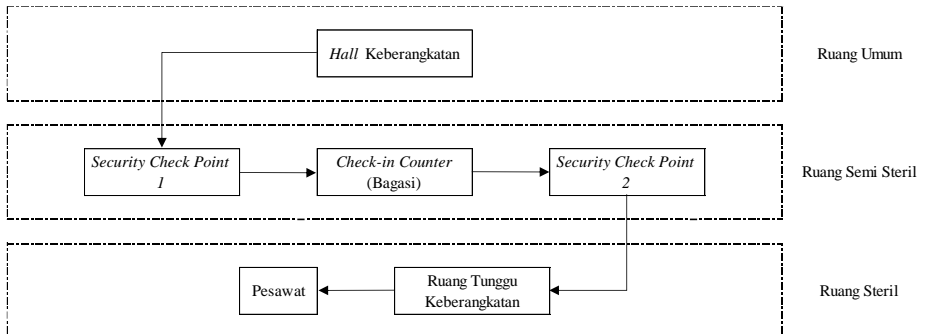 Hall Keberangkatan
Ruang Umum
Security Check Point
1
Check-in Counter
(Bagasi)
Security Check Point
2
Ruang Semi Steril
Pesawat
Ruang Tunggu
Keberangkatan
Ruang Steril